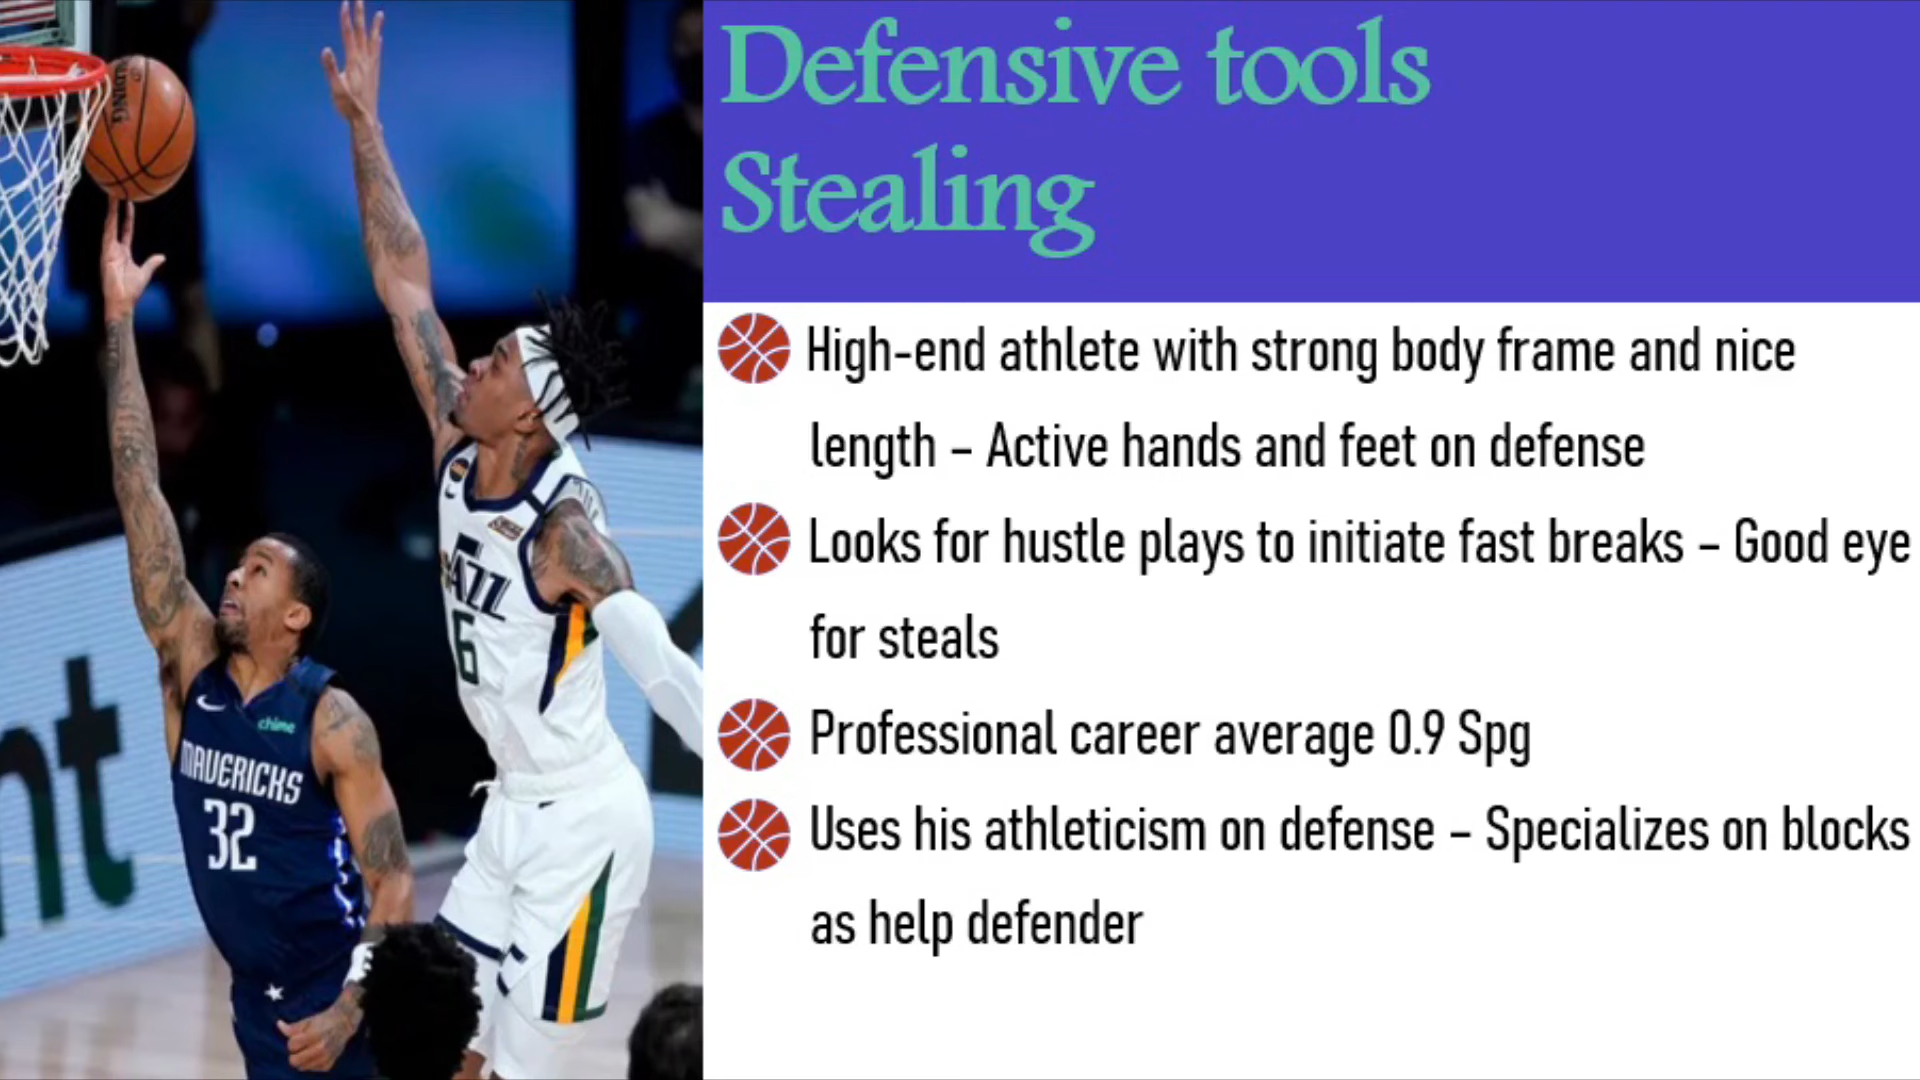 Defensive tools
Stealing
High-end athlete with strong body frame and nice
length – Active hands and feet on defense
Looks for hustle plays to initiate fast breaks – Good eye
for steals
Professional career average 0.9 Spg
Uses his athleticism on defense – Specializes on blocks
as help defender
JAZZ
6
chime
MAVERICKS
32
nt